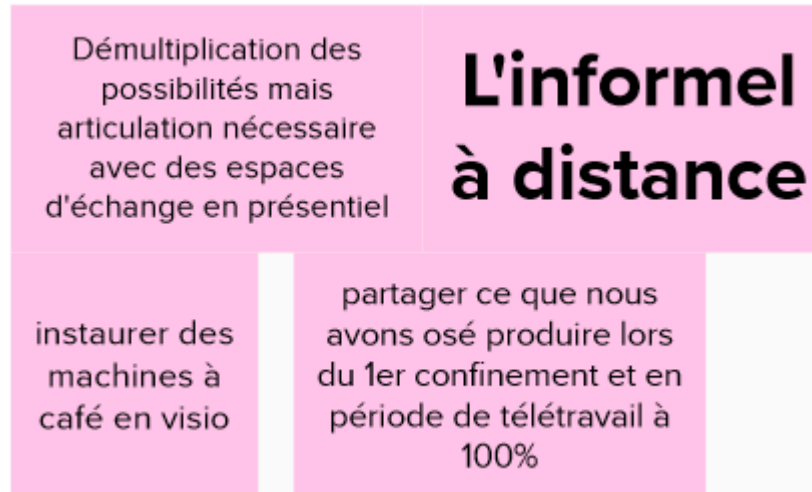 Démultiplication des
possibilités mais
articulation nécessaire
avec des espaces
d'échange en présentiel
L'informel
à distance
instaurer des
machines à
café en visio
partager ce que nous
avons osé produire lors
du 1er confinement et en
période de télétravail à
100%